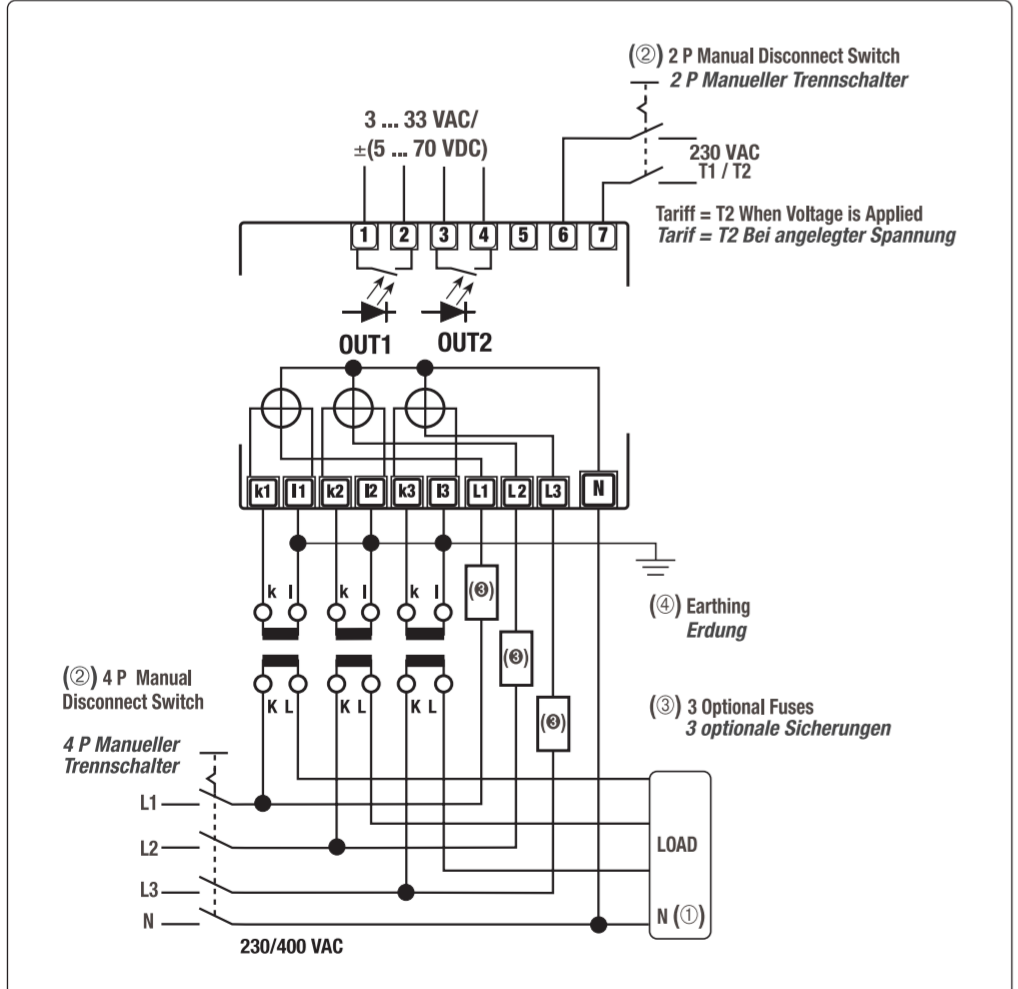 (②) 2 P Manual Disconnect Switch
2 P Manueller Trennschalter
3 ... 33 VAC/
±(5 ... 70 VDC)
230 VAC
T1 / T2
Tariff = T2 When Voltage is Applied
Tarif = T2 Bei angelegter Spannung
1 2 3 4 5 6 7
OUT1 OUT2
k1 l1 k2 l2 k3 l3 L1 L2 L3 N
k l k l k l
(❸)
(❸)
(❸)
(④) Earthing
Erdung
(③) 3 Optional Fuses
3 optionale Sicherungen
K L K L K L
(②) 4 P Manual
Disconnect Switch
4 P Manueller
Trennschalter
L1
L2
L3
N
230/400 VAC
LOAD
N (①)